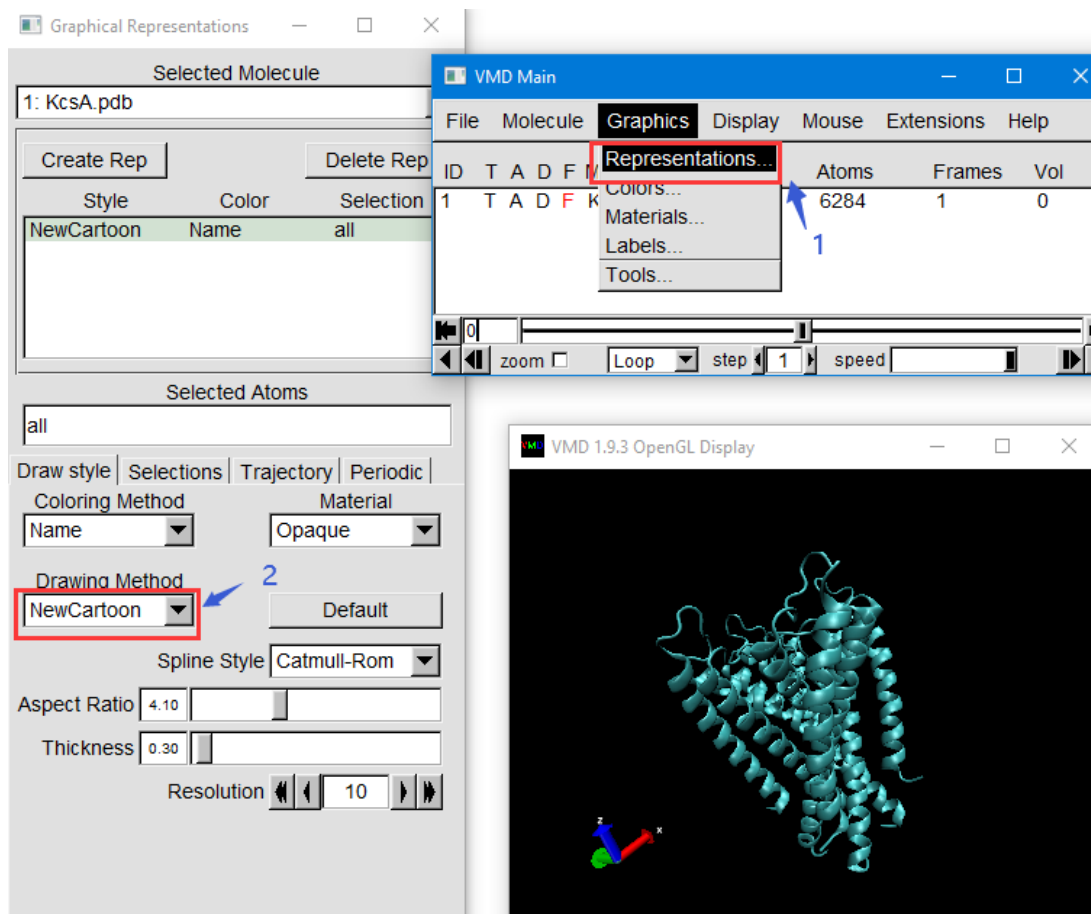 Graphical Representations
Selected Molecule
1: KcsA.pdb
Create Rep Delete Rep
Style Color Selection
NewCartoon Name all
Selected Atoms
all
Draw style Selections Trajectory Periodic
Coloring Method Material
Name Opaque
Drawing Method 2
NewCartoon Default
Spline Style Catmull-Rom
Aspect Ratio 4.10
Thickness 0.30
Resolution 10
VMD Main
File Molecule Graphics Display Mouse Extensions Help
ID T A D F M Atoms Frames Vol
1 T A D F K 6284 1 0
Representations...
Colors...
Materials...
Labels...
Tools...
1
0
zoom Loop step 1 speed
VMD VMD 1.9.3 OpenGL Display
z
x